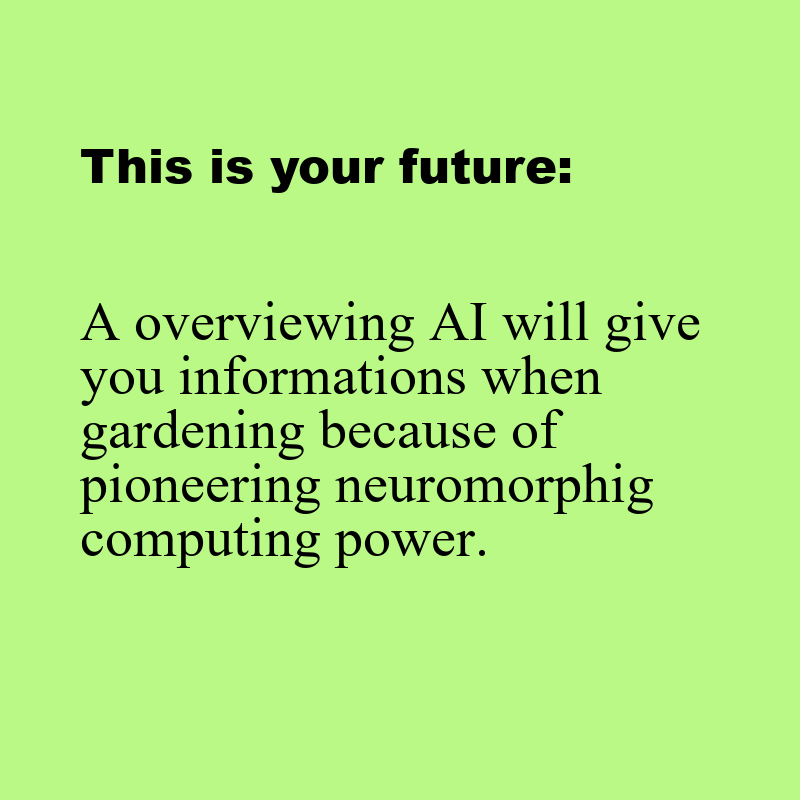 This is your future:
A overviewing AI will give
you informations when
gardening because of
pioneering neuromorphig
computing power.